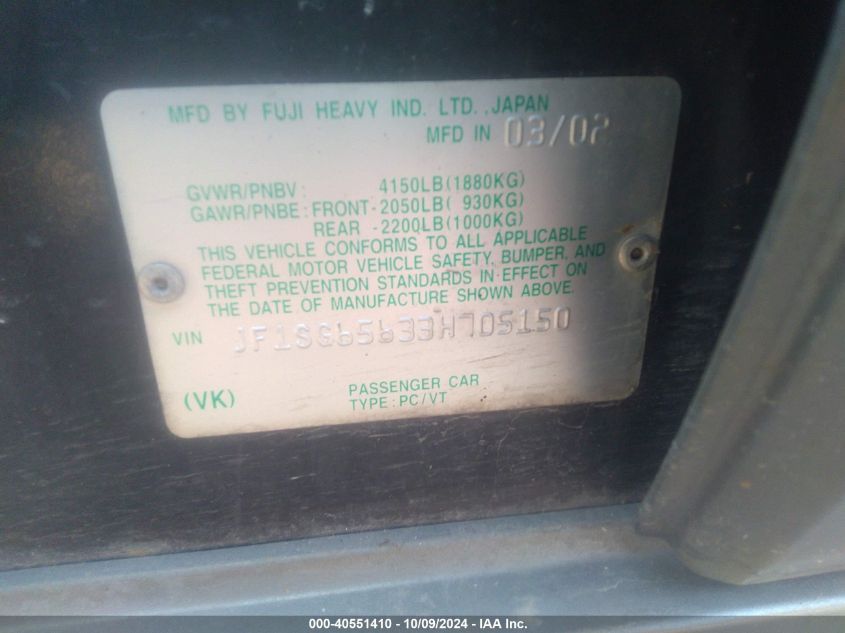 MFD BY FUJI HEAVY IND. LTD. ,JAPAN
MFD IN 03/02
GVWR/PNBV : 4150LB(1880KG)
GAWR/PNBE : FRONT-2050LB( 930KG)
REAR -2200LB(1000KG)
THIS VEHICLE CONFORMS TO ALL APPLICABLE
FEDERAL MOTOR VEHICLE SAFETY, BUMPER, AND
THEFT PREVENTION STANDARDS IN EFFECT ON
THE DATE OF MANUFACTURE SHOWN ABOVE.
VIN JF1SG65633H705150
(VK)
PASSENGER CAR
TYPE : PC/VT
000-40551410 - 10/09/2024 - IAA Inc.